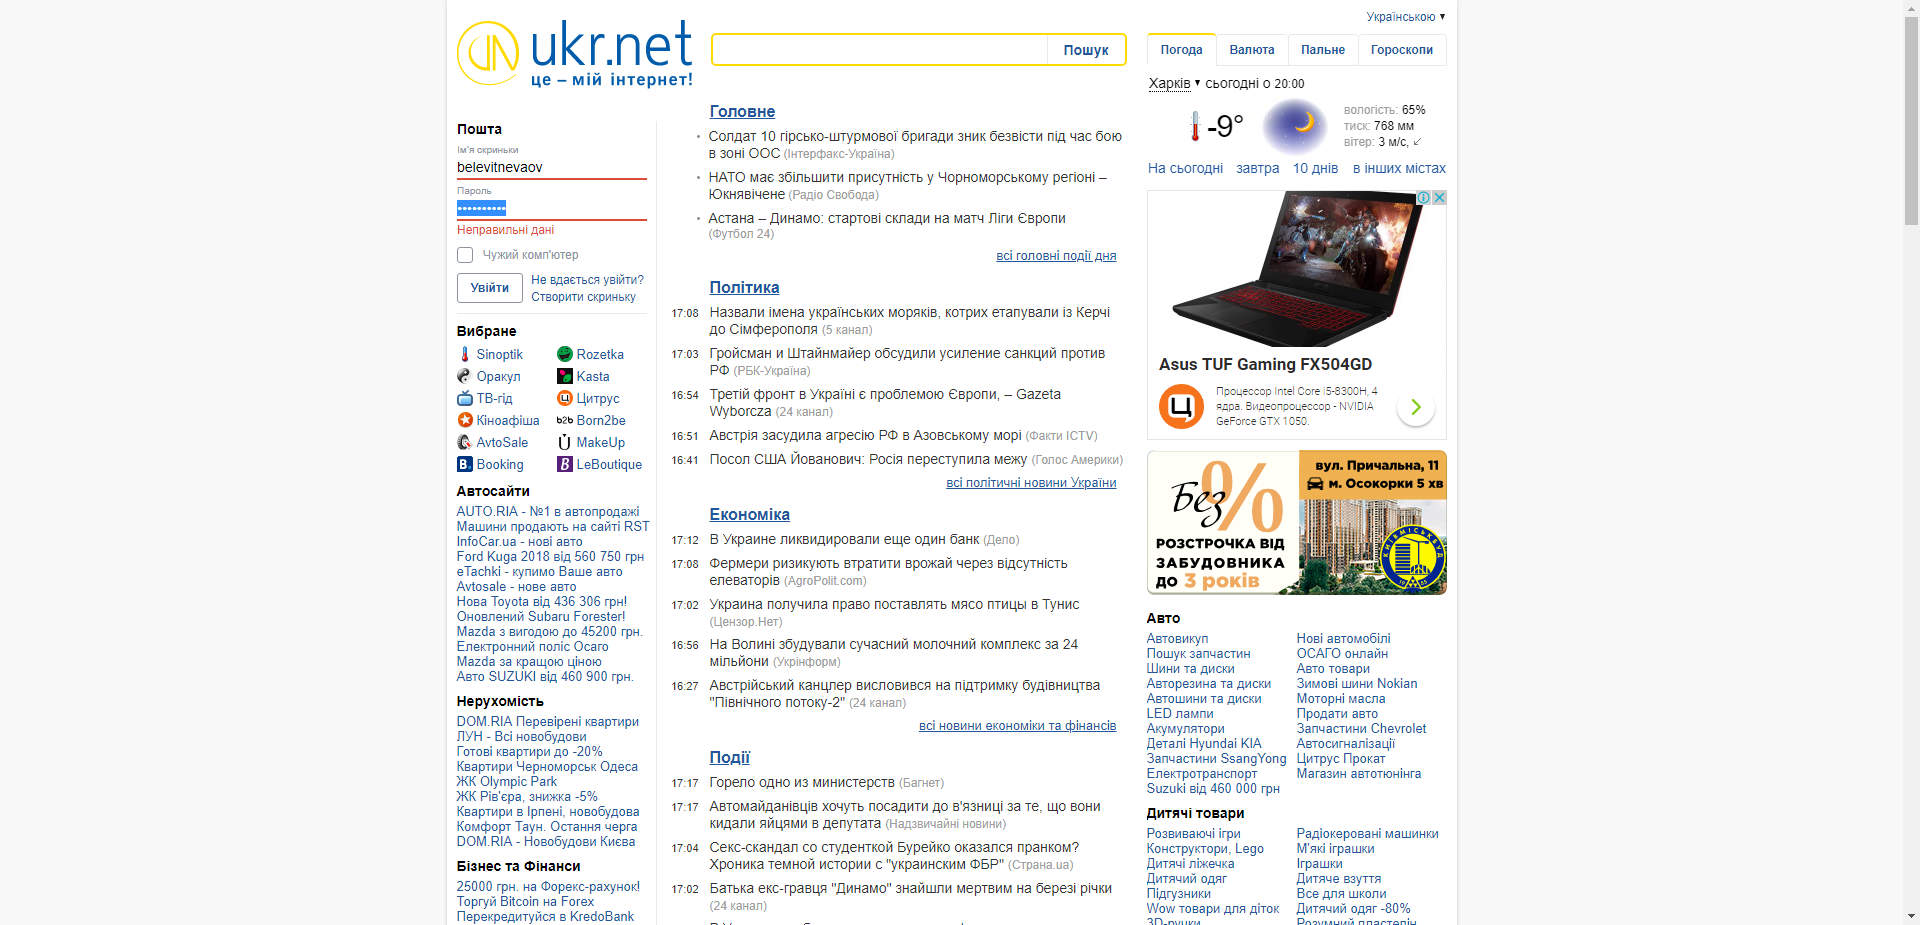 Українською ▼
ukr.net
це – мій інтернет!
Пошук
Погода
Валюта
Пальне
Гороскопи
Харків ▼ сьогодні о 20:00
-9°
вологість: 65%
тиск: 768 мм
вітер: 3 м/с, ↙
На сьогодні
завтра
10 днів
в інших містах
Пошта
Ім'я скриньки
belevitnevaov
Пароль
••••••••••
Неправильні дані
Чужий комп'ютер
Увійти
Не вдається увійти?
Створити скриньку
Вибране
Sinoptik
Rozetka
Оракул
Kasta
ТВ-гід
Цитрус
Кіноафіша
b2b Born2be
AvtoSale
MakeUp
Booking
LeBoutique
Автосайти
AUTO.RIA - №1 в автопродажі
Машини продають на сайті RST
InfoCar.ua - нові авто
Ford Kuga 2018 від 560 750 грн
eTachki - купимо Ваше авто
Avtosale - нове авто
Нова Toyota від 436 306 грн!
Оновлений Subaru Forester!
Mazda з вигодою до 45200 грн.
Електронний поліс Осаго
Mazda за кращою ціною
Авто SUZUKI від 460 900 грн.
Нерухомість
DOM.RIA Перевірені квартири
ЛУН - Всі новобудови
Готові квартири до -20%
Квартири Черноморськ Одеса
ЖК Olympic Park
ЖК Рів'єра, знижка -5%
Квартири в Ірпені, новобудова
Комфорт Таун. Остання черга
DOM.RIA - Новобудови Києва
Бізнес та Фінанси
25000 грн. на Форекс-рахунок!
Торгуй Bitcoin на Forex
Перекредитуйся в KredoBank
Головне
Солдат 10 гірсько-штурмової бригади зник безвісти під час бою
в зоні ООС (Інтерфакс-Україна)
НАТО має збільшити присутність у Чорноморському регіоні –
Юкнявічене (Радіо Свобода)
Астана – Динамо: стартові склади на матч Ліги Європи
(Футбол 24)
всі головні події дня
Політика
17:08 Назвали імена українських моряків, котрих етапували із Керчі
до Сімферополя (5 канал)
17:03 Гройсман и Штайнмайер обсудили усиление санкций против
РФ (РБК-Україна)
16:54 Третій фронт в Україні є проблемою Європи, – Gazeta
Wyborcza (24 канал)
16:51 Австрія засудила агресію РФ в Азовському морі (Факти ICTV)
16:41 Посол США Йованович: Росія переступила межу (Голос Америки)
всі політичні новини України
Економіка
17:12 В Украине ликвидировали еще один банк (Дело)
17:08 Фермери ризикують втратити врожай через відсутність
елеваторів (AgroPolit.com)
17:02 Украина получила право поставлять мясо птицы в Тунис
(Цензор.Нет)
16:56 На Волині збудували сучасний молочний комплекс за 24
мільйони (Укрінформ)
16:27 Австрійський канцлер висловився на підтримку будівництва
"Північного потоку-2" (24 канал)
всі новини економіки та фінансів
Події
17:17 Горело одно из министерств (Багнет)
17:17 Автомайданівців хочуть посадити до в'язниці за те, що вони
кидали яйцями в депутата (Надзвичайні новини)
17:04 Секс-скандал со студенткой Бурейко оказался пранком?
Хроника темной истории с "украинским ФБР" (Страна.ua)
17:02 Батька екс-гравця "Динамо" знайшли мертвим на березі річки
(24 канал)
Asus TUF Gaming FX504GD
Процессор Intel Core i5-8300H, 4
ядра. Видеопроцессор - NVIDIA
GeForce GTX 1050.
Без %
РОЗСТРОЧКА ВІД
ЗАБУДОВНИКА
ДО 3 років
вул. Причальна, 11
м. Осокорки 5 хв
КИЇВМІСЬКБУД
Авто
Автовикуп
Пошук запчастин
Шини та диски
Авторезина та диски
Автошини та диски
LED лампи
Акумулятори
Деталі Hyundai KIA
Запчастини SsangYong
Електротранспорт
Suzuki від 460 000 грн
Нові автомобілі
ОСАГО онлайн
Авто товари
Зимові шини Nokian
Моторні масла
Продати авто
Запчастини Chevrolet
Автосигналізації
Цитрус Прокат
Магазин автотюнінга
Дитячі товари
Розвиваючі ігри
Конструктори, Lego
Дитячі ліжечка
Дитячий одяг
Підгузники
Wow товари для діток
3D-ручки
Радіокеровані машинки
М'які іграшки
Іграшки
Дитяче взуття
Все для школи
Дитячий одяг -80%
Розумний пластелін